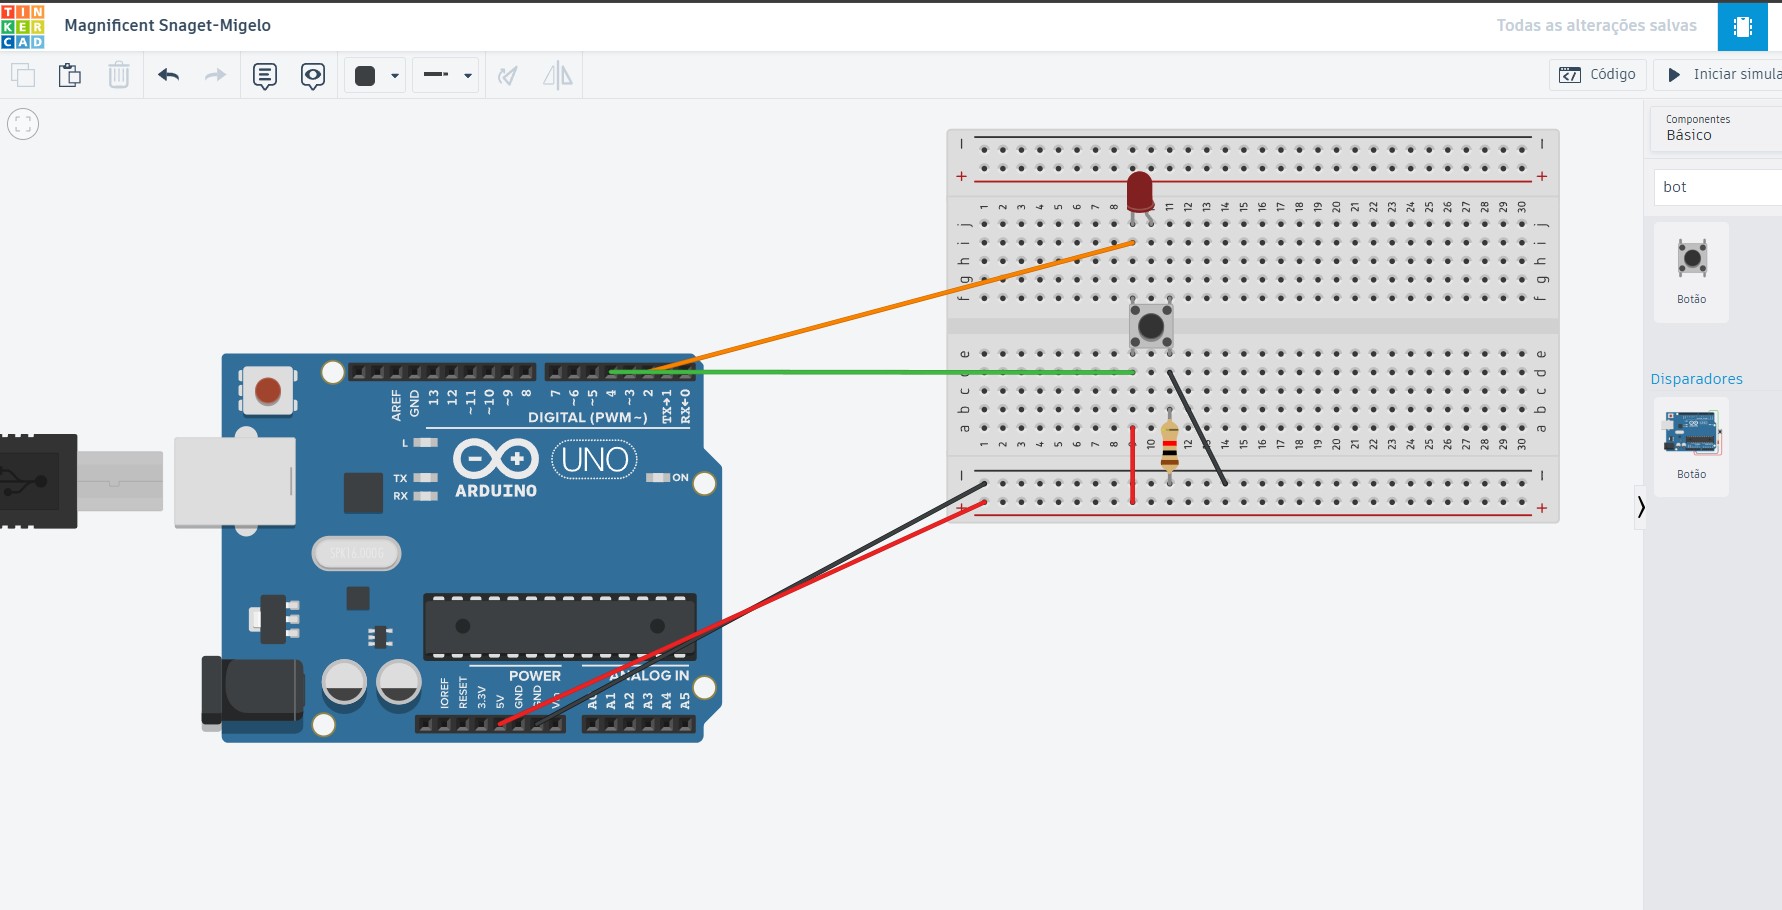 TIN
KER
CAD
Magnificent Snaget-Migelo
Todas as alterações salvas
Código
Iniciar simula
Componentes
Básico
bot
Botão
Disparadores
Botão
AREF
GND
13
12
~11
~10
~9
8
7
~6
~5
4
~3
2
TX→1
RX←0
DIGITAL (PWM~)
L
TX
RX
UNO
ARDUINO
ON
SPK16.000G
POWER
ANALOG IN
IOREF
RESET
3.3V
5V
GND
GND
A1
A2
A3
A4
A5
1 2 3 4 5 6 7 8 11 12 13 14 15 16 17 18 19 20 21 22 23 24 25 26 27 28 29 30
j
i
h
g
f
e
d
c
b
a
j
i
h
g
f
e
d
c
b
a
1 2 3 4 5 6 7 8 10 12 13 14 15 16 17 18 19 20 21 22 23 24 25 26 27 28 29 30